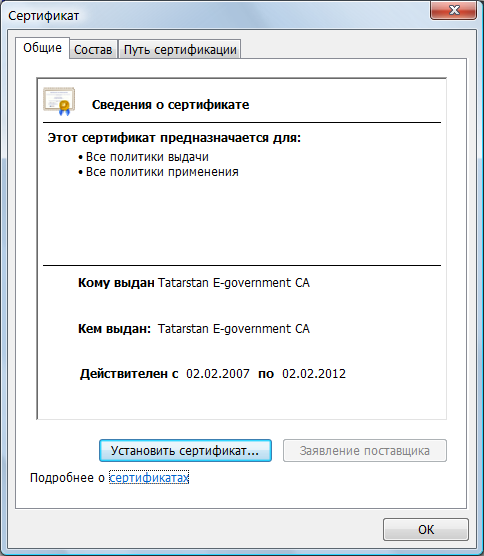 Сертификат
Общие Состав Путь сертификации
Сведения о сертификате
Этот сертификат предназначается для:
• Все политики выдачи
• Все политики применения
Кому выдан Tatarstan E-government CA
Кем выдан: Tatarstan E-government CA
Действителен с 02.02.2007 по 02.02.2012
Установить сертификат... Заявление поставщика
Подробнее о сертификатах
ОК